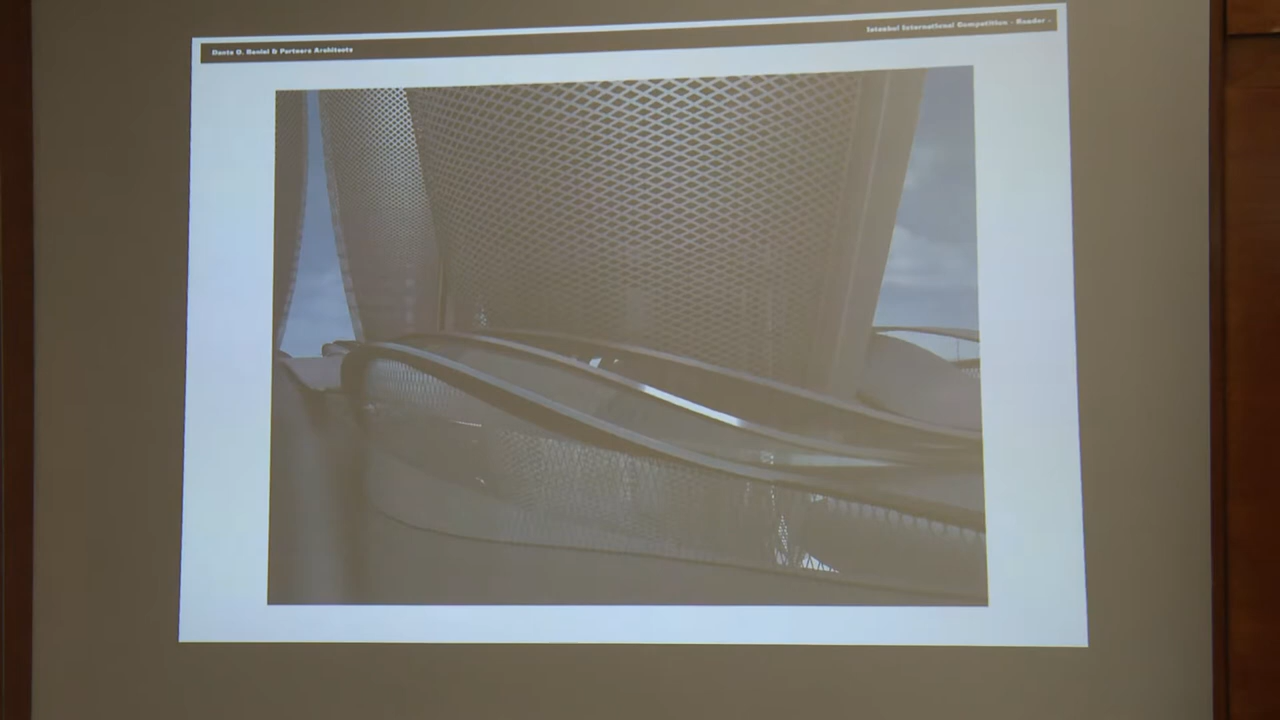 Dante O. Benini & Partners Architects
Istanbul International Competition - Render -